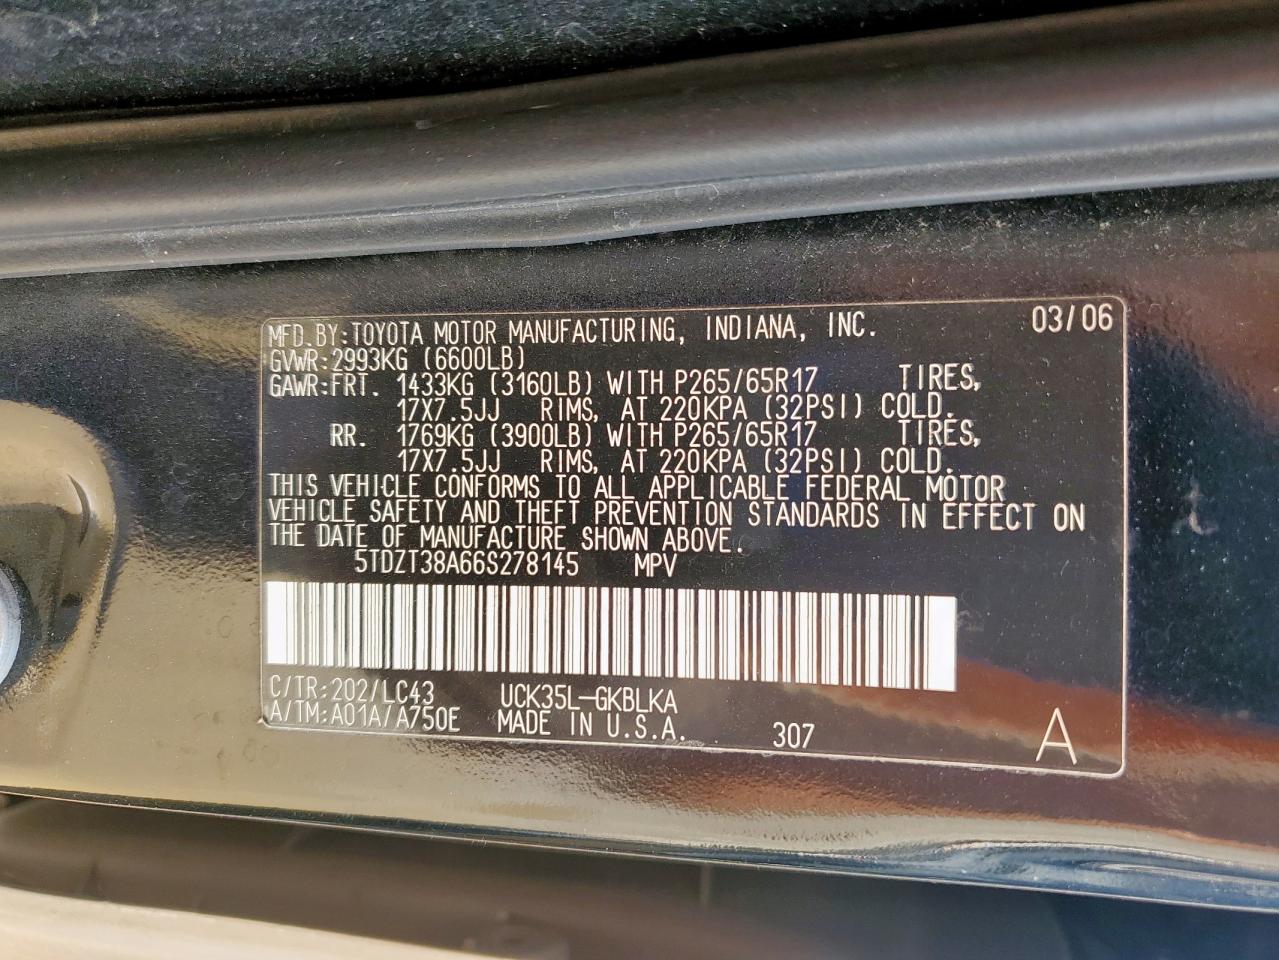 MFD. BY: TOYOTA MOTOR MANUFACTURING, INDIANA, INC. 03/06
GVWR: 2993KG (6600LB)
GAWR: FRT. 1433KG (3160LB) WITH P265/65R17 TIRES,
17X7.5JJ RIMS, AT 220KPA (32PSI) COLD.
RR. 1769KG (3900LB) WITH P265/65R17 TIRES,
17X7.5JJ RIMS, AT 220KPA (32PSI) COLD.
THIS VEHICLE CONFORMS TO ALL APPLICABLE FEDERAL MOTOR
VEHICLE SAFETY AND THEFT PREVENTION STANDARDS IN EFFECT ON
THE DATE OF MANUFACTURE SHOWN ABOVE.
5TDZT38A66S278145 MPV
C/TR: 202/LC43 UCK35L-GKBLKA
A/TM: A01A/A750E MADE IN U.S.A. 307 A